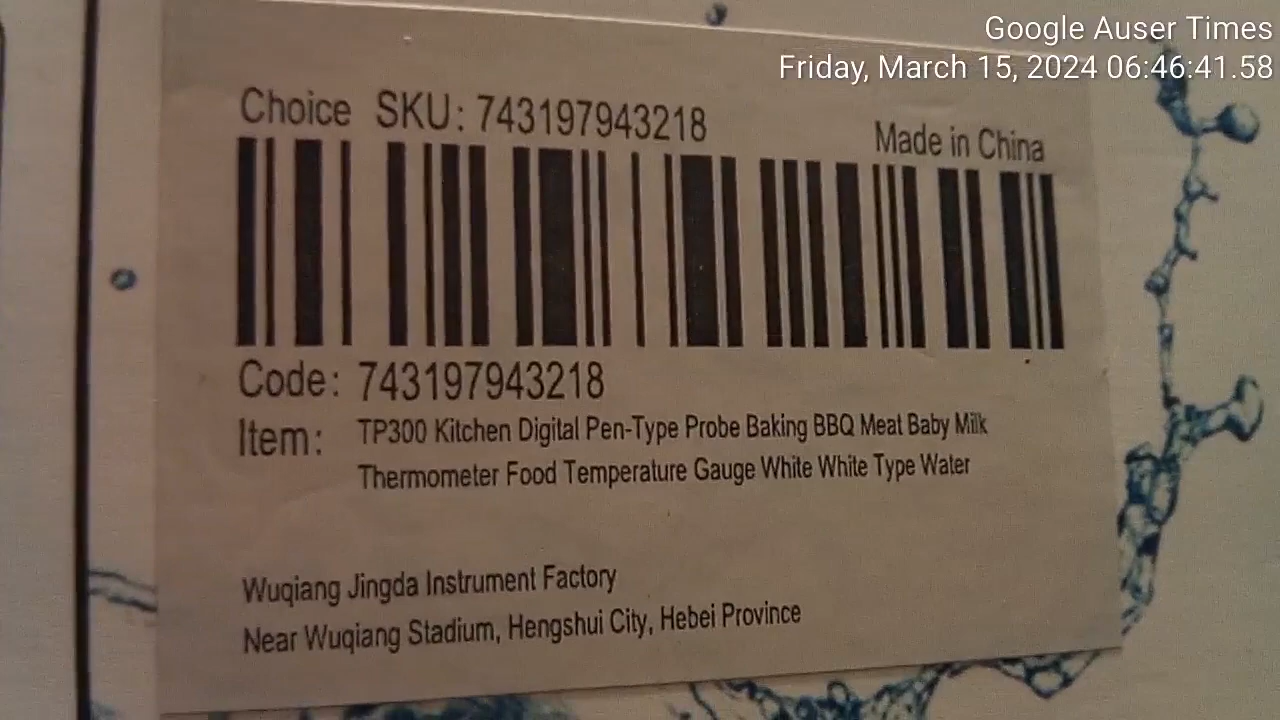 Google Auser Times
Friday, March 15, 2024 06:46:41.58
Choice SKU: 743197943218
Made in China
Code: 743197943218
Item: TP300 Kitchen Digital Pen-Type Probe Baking BBQ Meat Baby Milk
Thermometer Food Temperature Gauge White White Type Water
Wuqiang Jingda Instrument Factory
Near Wuqiang Stadium, Hengshui City, Hebei Province